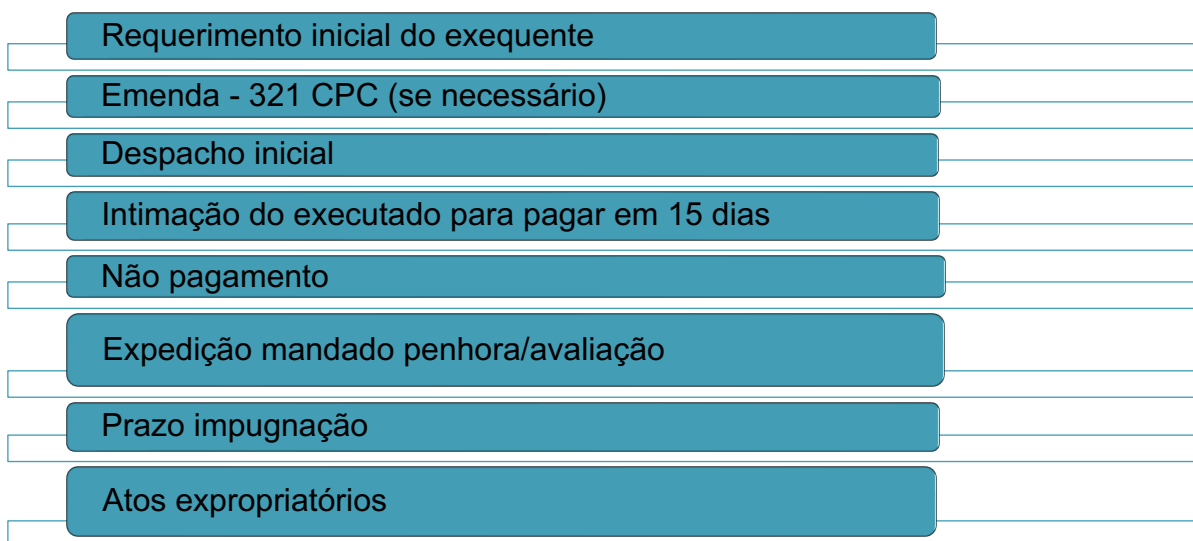 Requerimento inicial do exequente
Emenda - 321 CPC (se necessário)
Despacho inicial
Intimação do executado para pagar em 15 dias
Não pagamento
Expedição mandado penhora/avaliação
Prazo impugnação
Atos expropriatórios